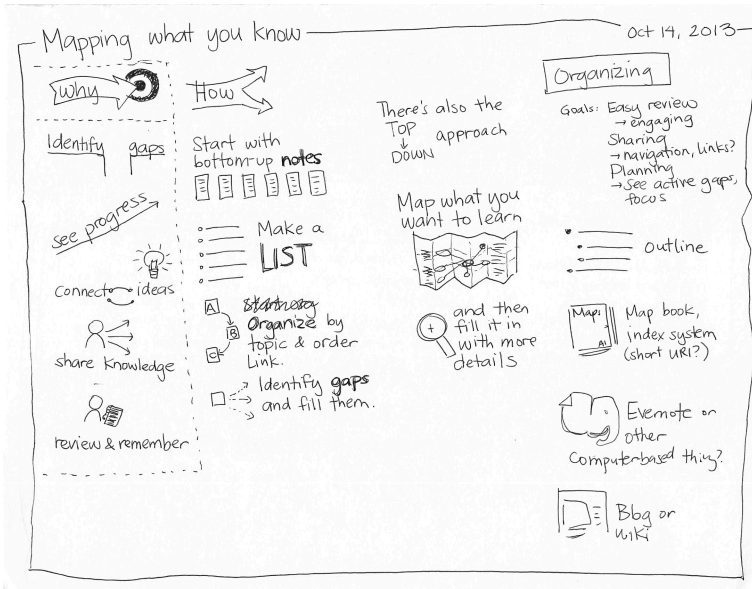 Mapping what you know
Oct 14, 2013
Why
Identify gaps
see progress
Connect ideas
share knowledge
review & remember
How
Start with
bottom-up notes
Make a
LIST
A
B
C
Organize by
topic & order
Link.
Identify gaps
and fill them.
There's also the
TOP
↓
DOWN
approach
Map what you
want to learn
and then
fill it in
with more
details
Organizing
Goals: Easy review
→ engaging
Sharing
→ navigation, links?
Planning
→ See active gaps,
focus
outline
Map:
A1
Map book,
index system
(short URI?)
Evernote or
other
Computer-based thing?
Blog or
wiki